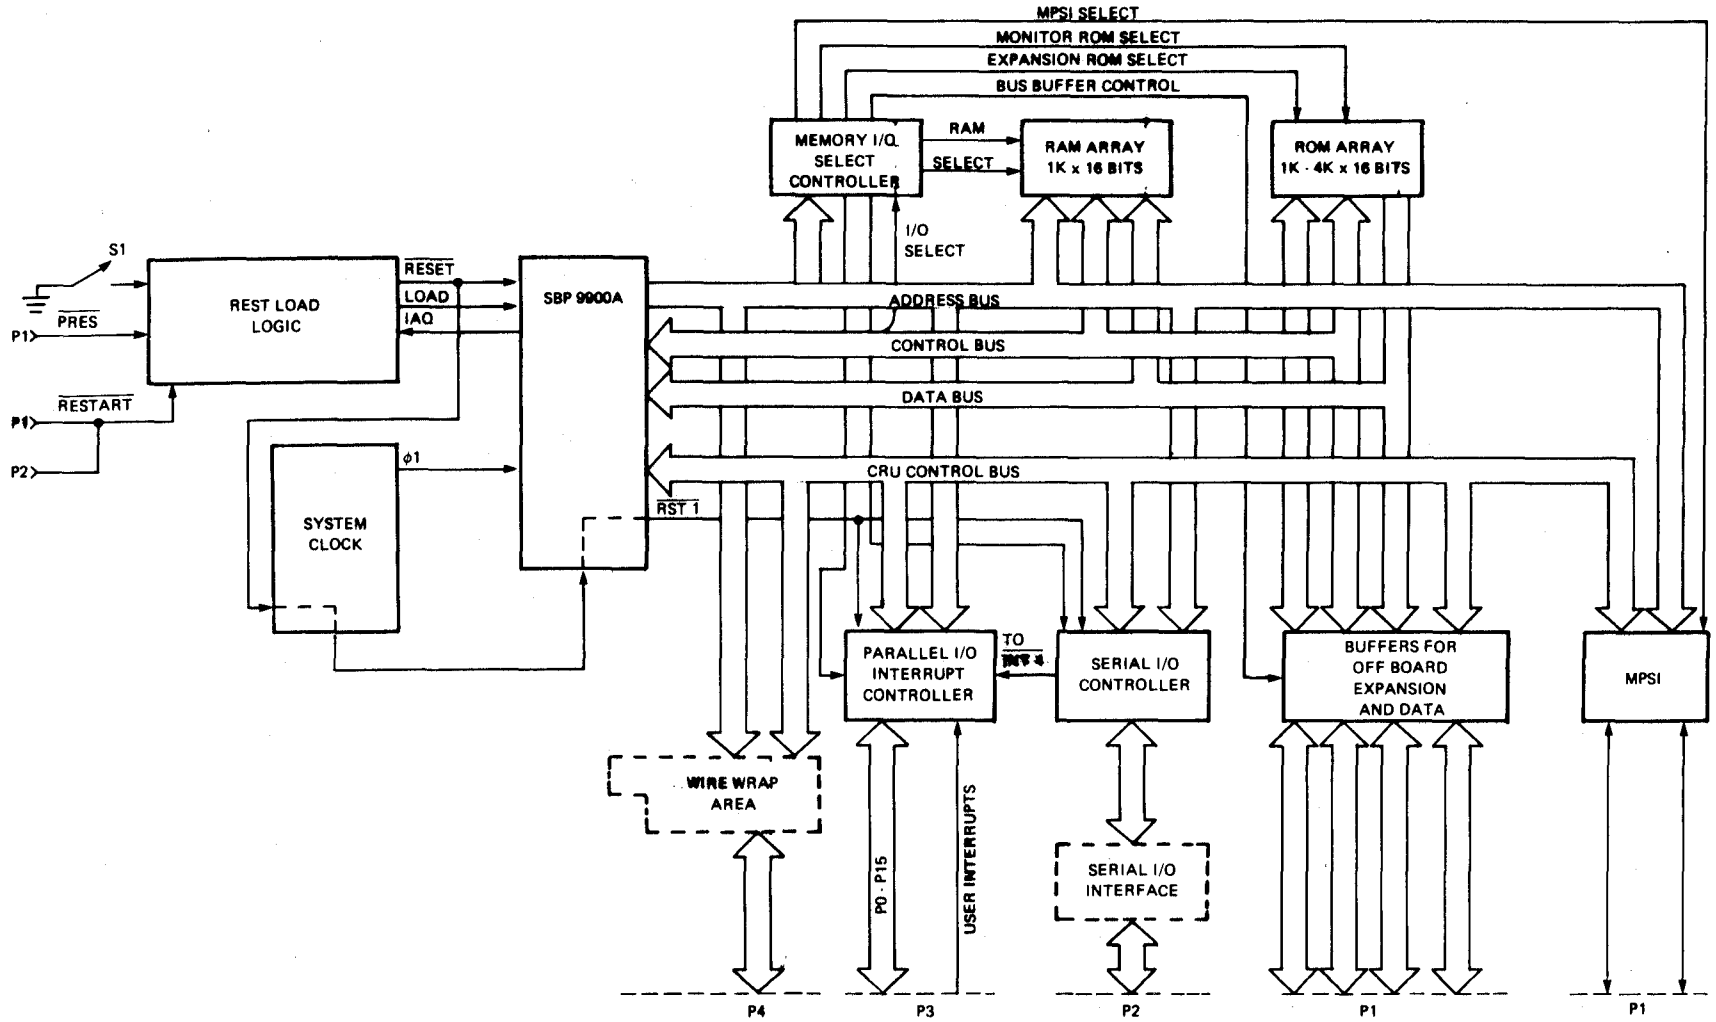 MPSI SELECT
MONITOR ROM SELECT
EXPANSION ROM SELECT
BUS BUFFER CONTROL
MEMORY I/O
SELECT
CONTROLLER
RAM
SELECT
RAM ARRAY
1K x 16 BITS
ROM ARRAY
1K - 4K x 16 BITS
I/O
SELECT
S1
REST LOAD
LOGIC
RESET
LOAD
IAQ
SBP 9900A
PRES
P1
RESTART
P1
P2
ADDRESS BUS
CONTROL BUS
DATA BUS
CRU CONTROL BUS
ϕ1
SYSTEM
CLOCK
RST 1
PARALLEL I/O
INTERRUPT
CONTROLLER
TO
INT 4
SERIAL I/O
CONTROLLER
BUFFERS FOR
OFF BOARD
EXPANSION
AND DATA
MPSI
WIRE WRAP
AREA
P0 - P15
USER INTERRUPTS
SERIAL I/O
INTERFACE
P4
P3
P2
P1
P1